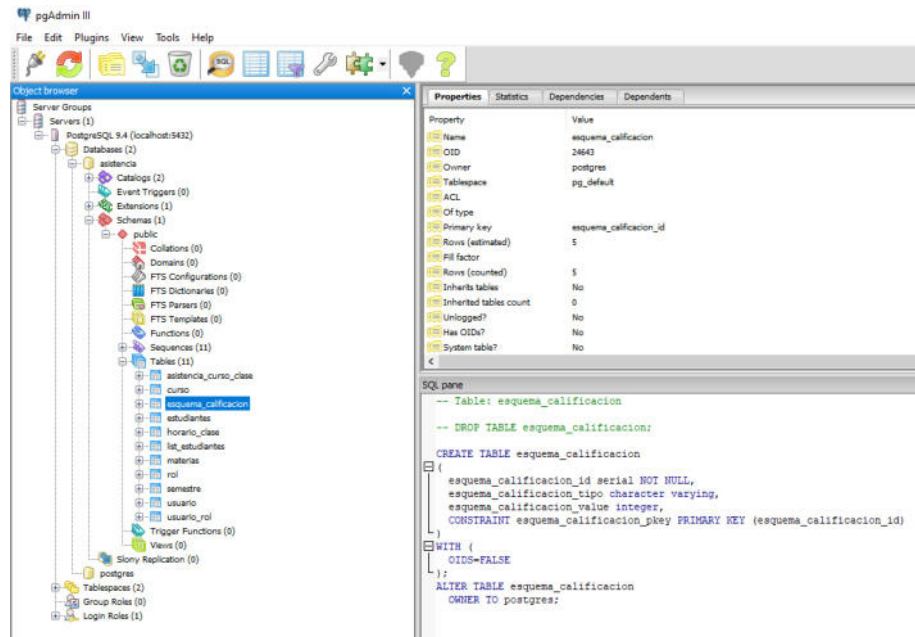 pgAdmin III
File Edit Plugins View Tools Help
SQL
Object browser
Server Groups
Servers (1)
PostgreSQL 9.4 (localhost:5432)
Databases (2)
asistencia
Catalogs (2)
Event Triggers (0)
Extensions (1)
Schemas (1)
public
Collations (0)
Domains (0)
FTS Configurations (0)
FTS Dictionaries (0)
FTS Parsers (0)
FTS Templates (0)
Functions (0)
Sequences (11)
Tables (11)
asistencia_curso_clase
curso
esquema_calificacion
estudiantes
horario_clase
list_estudiantes
materias
rol
semestre
usuario
usuario_rol
Trigger Functions (0)
Views (0)
Slony Replication (0)
postgres
Tablespaces (2)
Group Roles (0)
Login Roles (1)
Properties Statistics Dependencies Dependents
Property Value
Name esquema_calificacion
OID 24643
Owner postgres
Tablespace pg_default
ACL
Of type
Primary key esquema_calificacion_id
Rows (estimated) 5
Fill factor
Rows (counted) 5
Inherits tables No
Inherited tables count 0
Unlogged? No
Has OIDs? No
System table? No
SQL pane
-- Table: esquema_calificacion
-- DROP TABLE esquema_calificacion;
CREATE TABLE esquema_calificacion
(
esquema_calificacion_id serial NOT NULL,
esquema_calificacion_tipo character varying,
esquema_calificacion_value integer,
CONSTRAINT esquema_calificacion_pkey PRIMARY KEY (esquema_calificacion_id)
)
WITH (
OIDS=FALSE
);
ALTER TABLE esquema_calificacion
OWNER TO postgres;